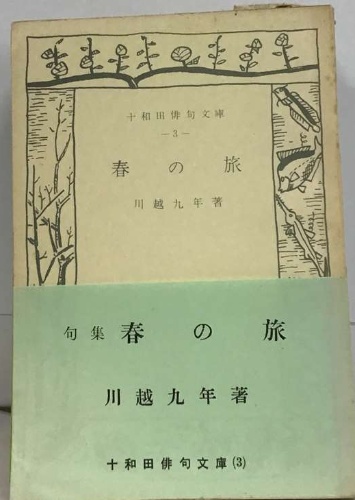 十和田俳句文庫
―3―
春の旅
川越九年著
句集 春の旅
川越九年著
十和田俳句文庫(3)